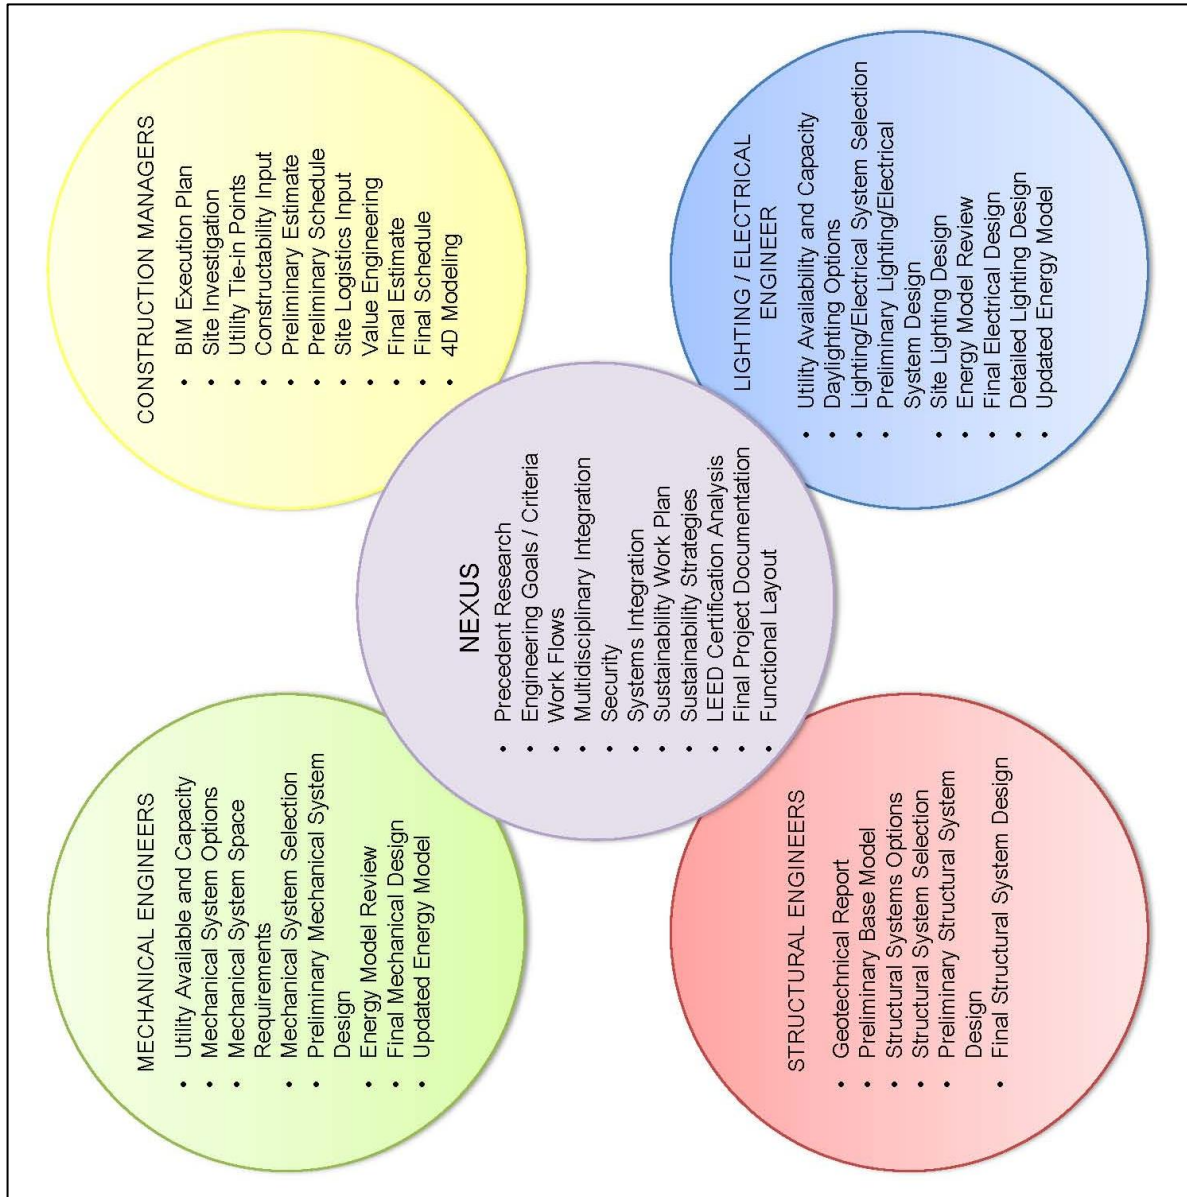 MECHANICAL ENGINEERS
• Utility Available and Capacity
• Mechanical System Options
• Mechanical System Space
Requirements
• Mechanical System Selection
• Preliminary Mechanical System
Design
• Energy Model Review
• Final Mechanical Design
• Updated Energy Model
CONSTRUCTION MANAGERS
• BIM Execution Plan
• Site Investigation
• Utility Tie-in Points
• Constructability Input
• Preliminary Estimate
• Preliminary Schedule
• Site Logistics Input
• Value Engineering
• Final Estimate
• Final Schedule
• 4D Modeling
NEXUS
• Precedent Research
• Engineering Goals / Criteria
• Work Flows
• Multidisciplinary Integration
• Security
• Systems Integration
• Sustainability Work Plan
• Sustainability Strategies
• LEED Certification Analysis
• Final Project Documentation
• Functional Layout
STRUCTURAL ENGINEERS
• Geotechnical Report
• Preliminary Base Model
• Structural Systems Options
• Structural System Selection
• Preliminary Structural System
Design
• Final Structural System Design
LIGHTING / ELECTRICAL
ENGINEER
• Utility Availability and Capacity
• Daylighting Options
• Lighting/Electrical System Selection
• Preliminary Lighting/Electrical
System Design
• Site Lighting Design
• Energy Model Review
• Final Electrical Design
• Detailed Lighting Design
• Updated Energy Model